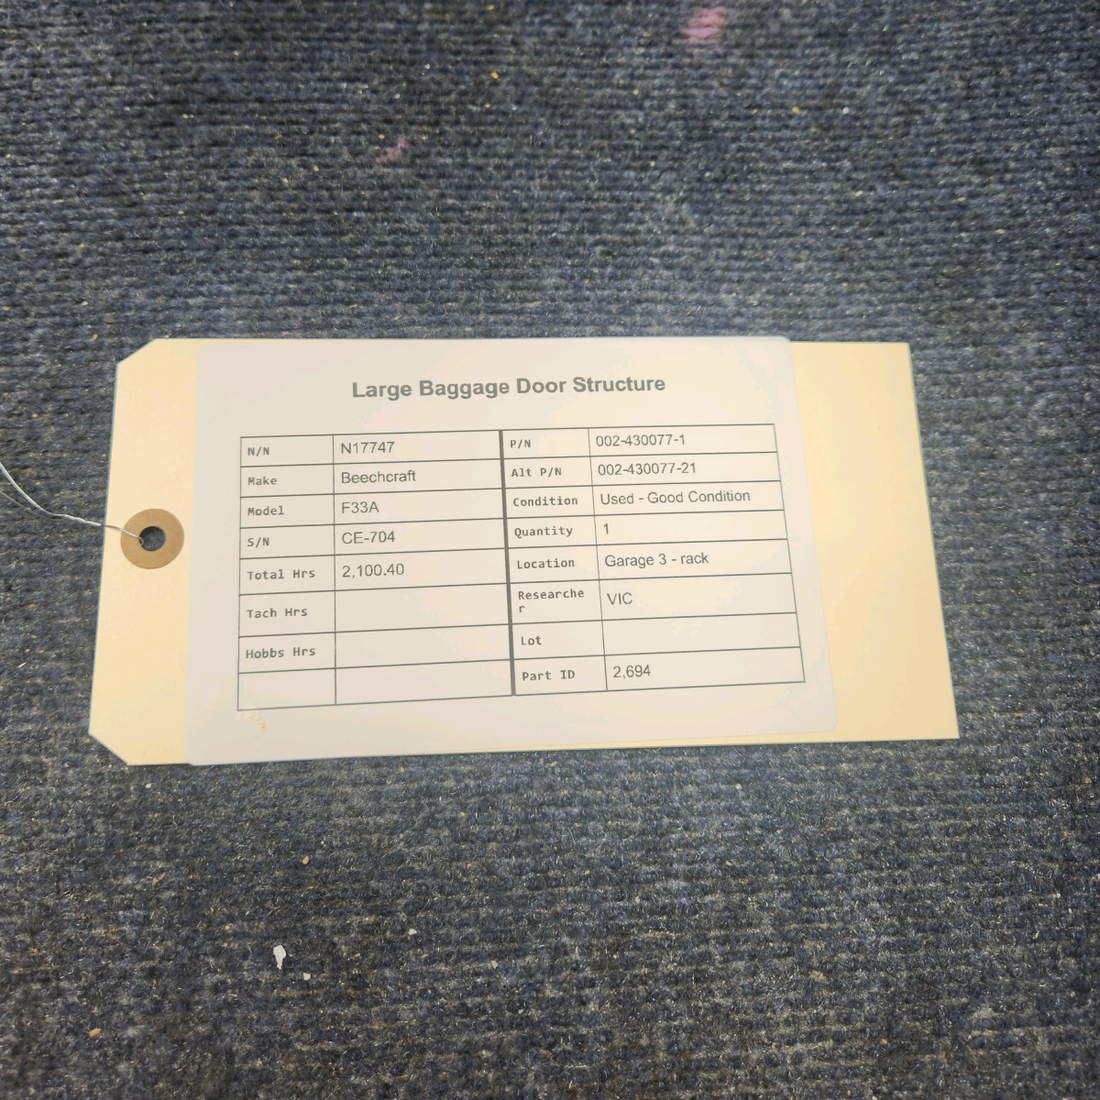 Large Baggage Door Structure
N/N N17747 P/N 002-430077-1
Make Beechcraft Alt P/N 002-430077-21
Model F33A Condition Used - Good Condition
S/N CE-704 Quantity 1
Total Hrs 2,100.40 Location Garage 3 - rack
Tach Hrs Researche
r VIC
Hobbs Hrs Lot
Part ID 2,694